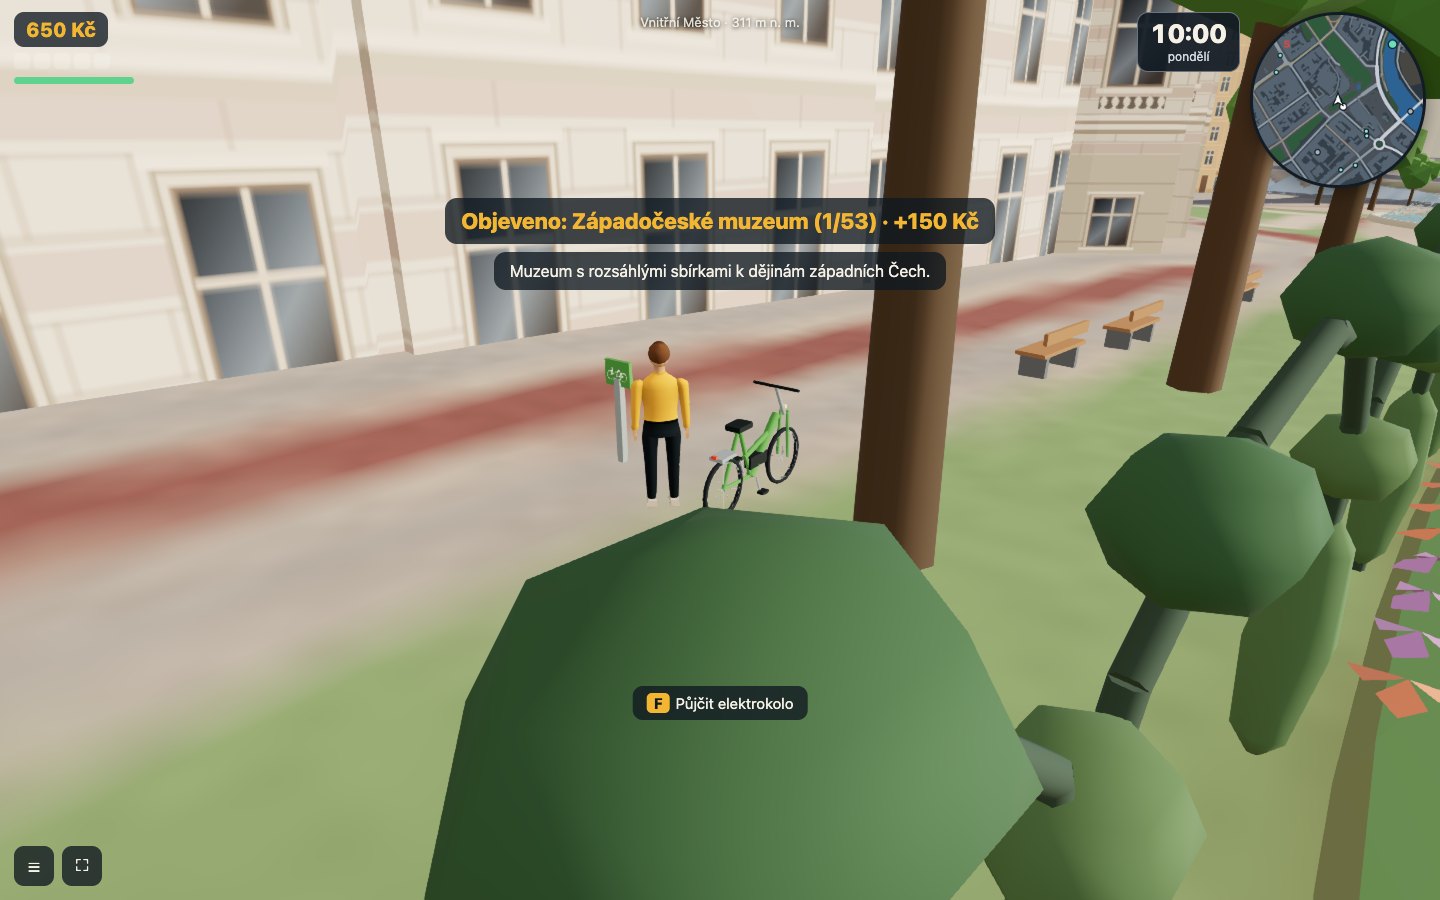 650 Kč
Vnitřní Město · 311 m n. m.
10:00
pondělí
S
Objeveno: Západočeské muzeum (1/53) · +150 Kč
Muzeum s rozsáhlými sbírkami k dějinám západních Čech.
F Půjčit elektrokolo